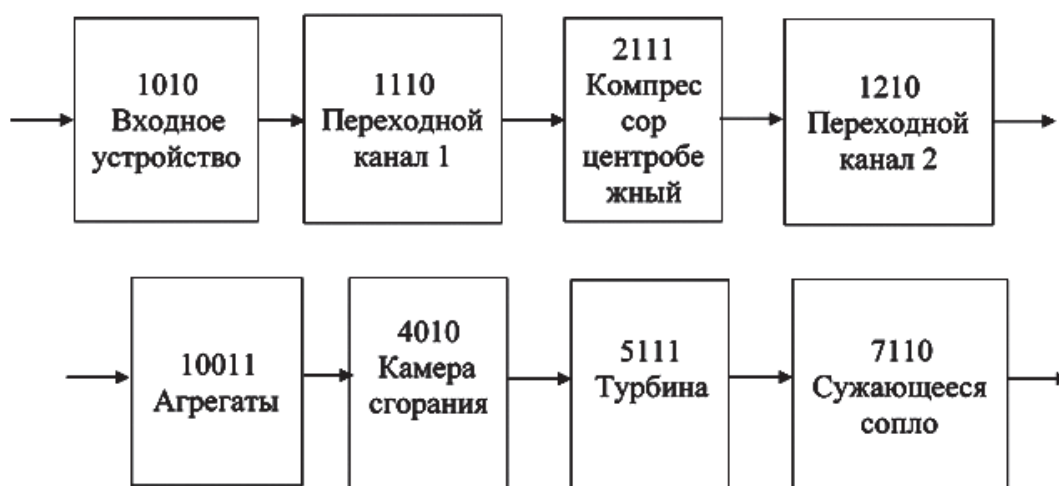 1010
Входное
устройство
1110
Переходной
канал 1
2111
Компрес
сор
центробе
жный
1210
Переходной
канал 2
10011
Агрегаты
4010
Камера
сгорания
5111
Турбина
7110
Сужающееся
сопло